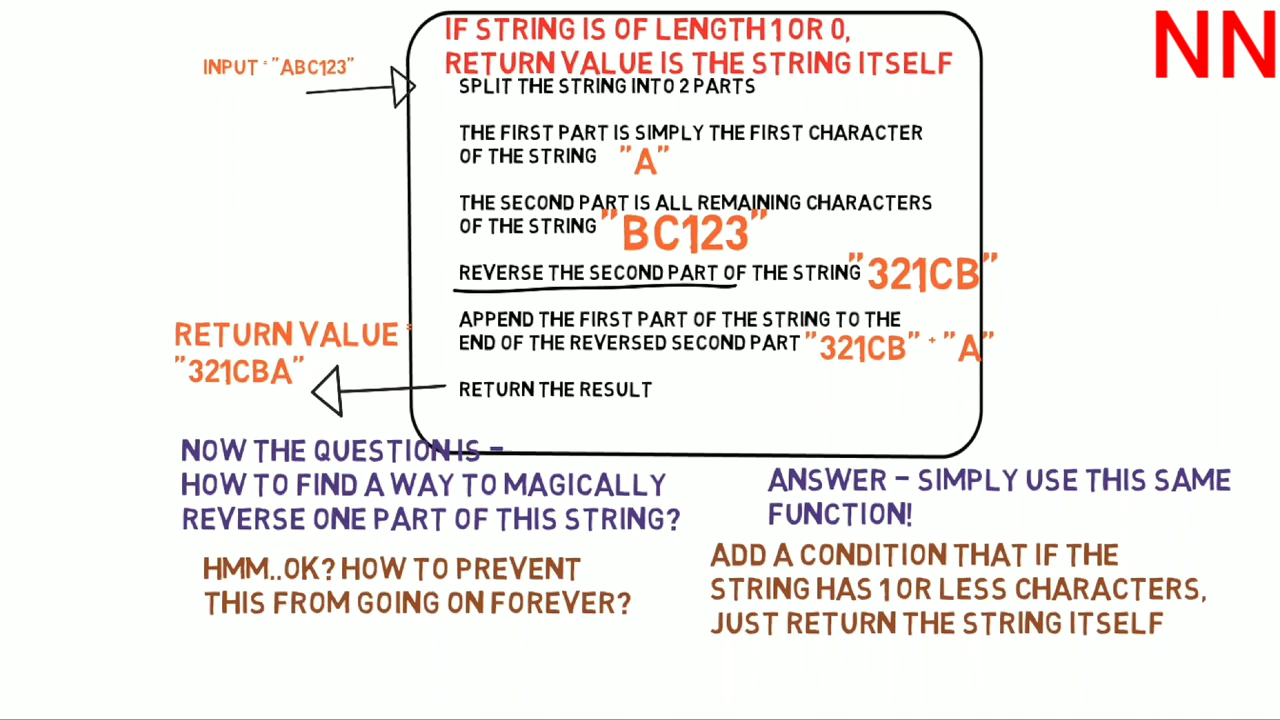 NN
IF STRING IS OF LENGTH 1 OR 0,
RETURN VALUE IS THE STRING ITSELF
INPUT = "ABC123"
SPLIT THE STRING INTO 2 PARTS
THE FIRST PART IS SIMPLY THE FIRST CHARACTER
OF THE STRING "A"
THE SECOND PART IS ALL REMAINING CHARACTERS
OF THE STRING "BC123"
REVERSE THE SECOND PART OF THE STRING "321CB"
APPEND THE FIRST PART OF THE STRING TO THE
END OF THE REVERSED SECOND PART "321CB" + "A"
RETURN VALUE =
"321CBA"
RETURN THE RESULT
NOW THE QUESTION IS -
HOW TO FIND A WAY TO MAGICALLY
REVERSE ONE PART OF THIS STRING?
ANSWER - SIMPLY USE THIS SAME
FUNCTION!
HMM..OK? HOW TO PREVENT
THIS FROM GOING ON FOREVER?
ADD A CONDITION THAT IF THE
STRING HAS 1 OR LESS CHARACTERS,
JUST RETURN THE STRING ITSELF